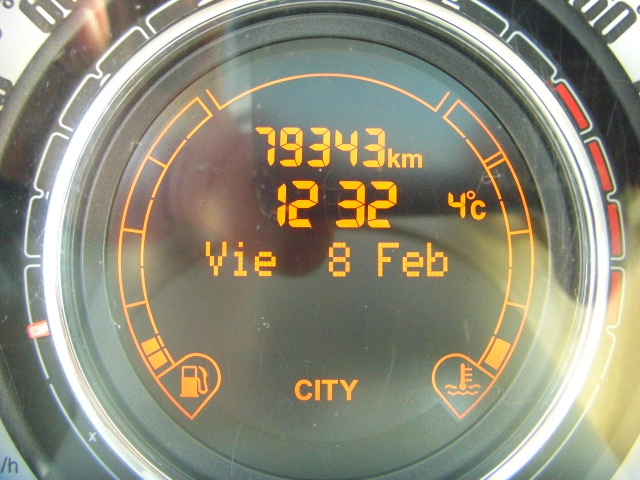 79343km
12 32 4°c
Vie 8 Feb
CITY
x
/h